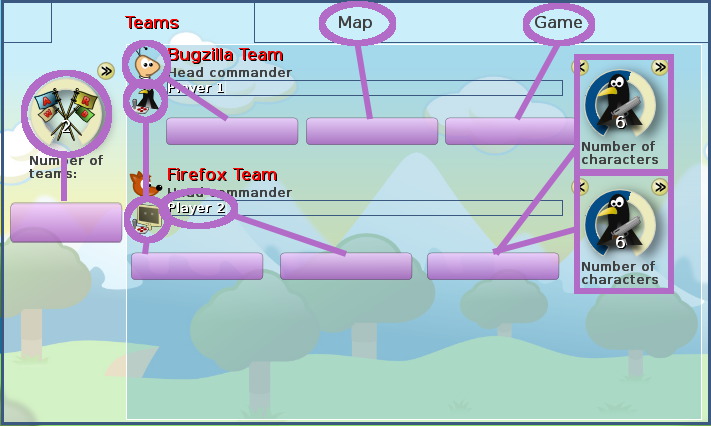 Teams
Map
Game
Bugzilla Team
Head commander
Player 1
2
Number of
teams:
6
Number of
characters
Firefox Team
Head commander
Player 2
6
Number of
characters